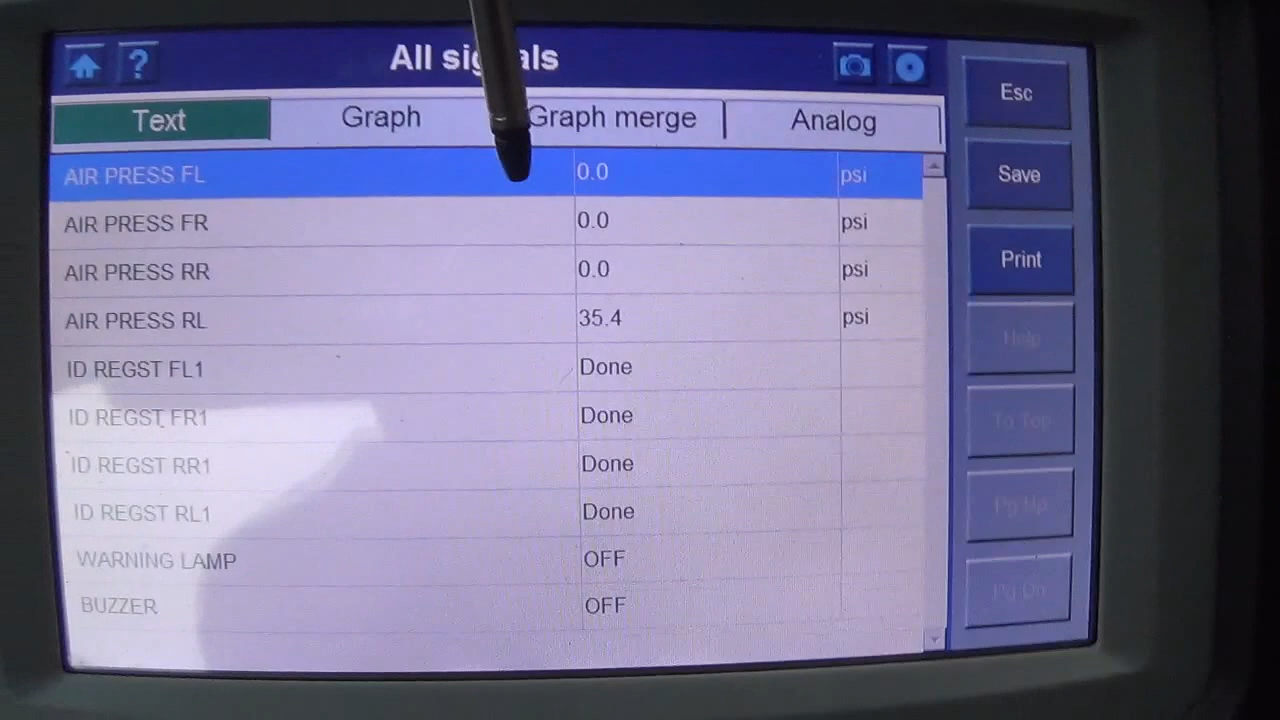 ? All signals
Text Graph Graph merge Analog
AIR PRESS FL 0.0 psi
AIR PRESS FR 0.0 psi
AIR PRESS RR 0.0 psi
AIR PRESS RL 35.4 psi
ID REGST FL1 Done
ID REGST FR1 Done
ID REGST RR1 Done
ID REGST RL1 Done
WARNING LAMP OFF
BUZZER OFF
Esc
Save
Print
Help
To Top
Pg Up
Pg Dn